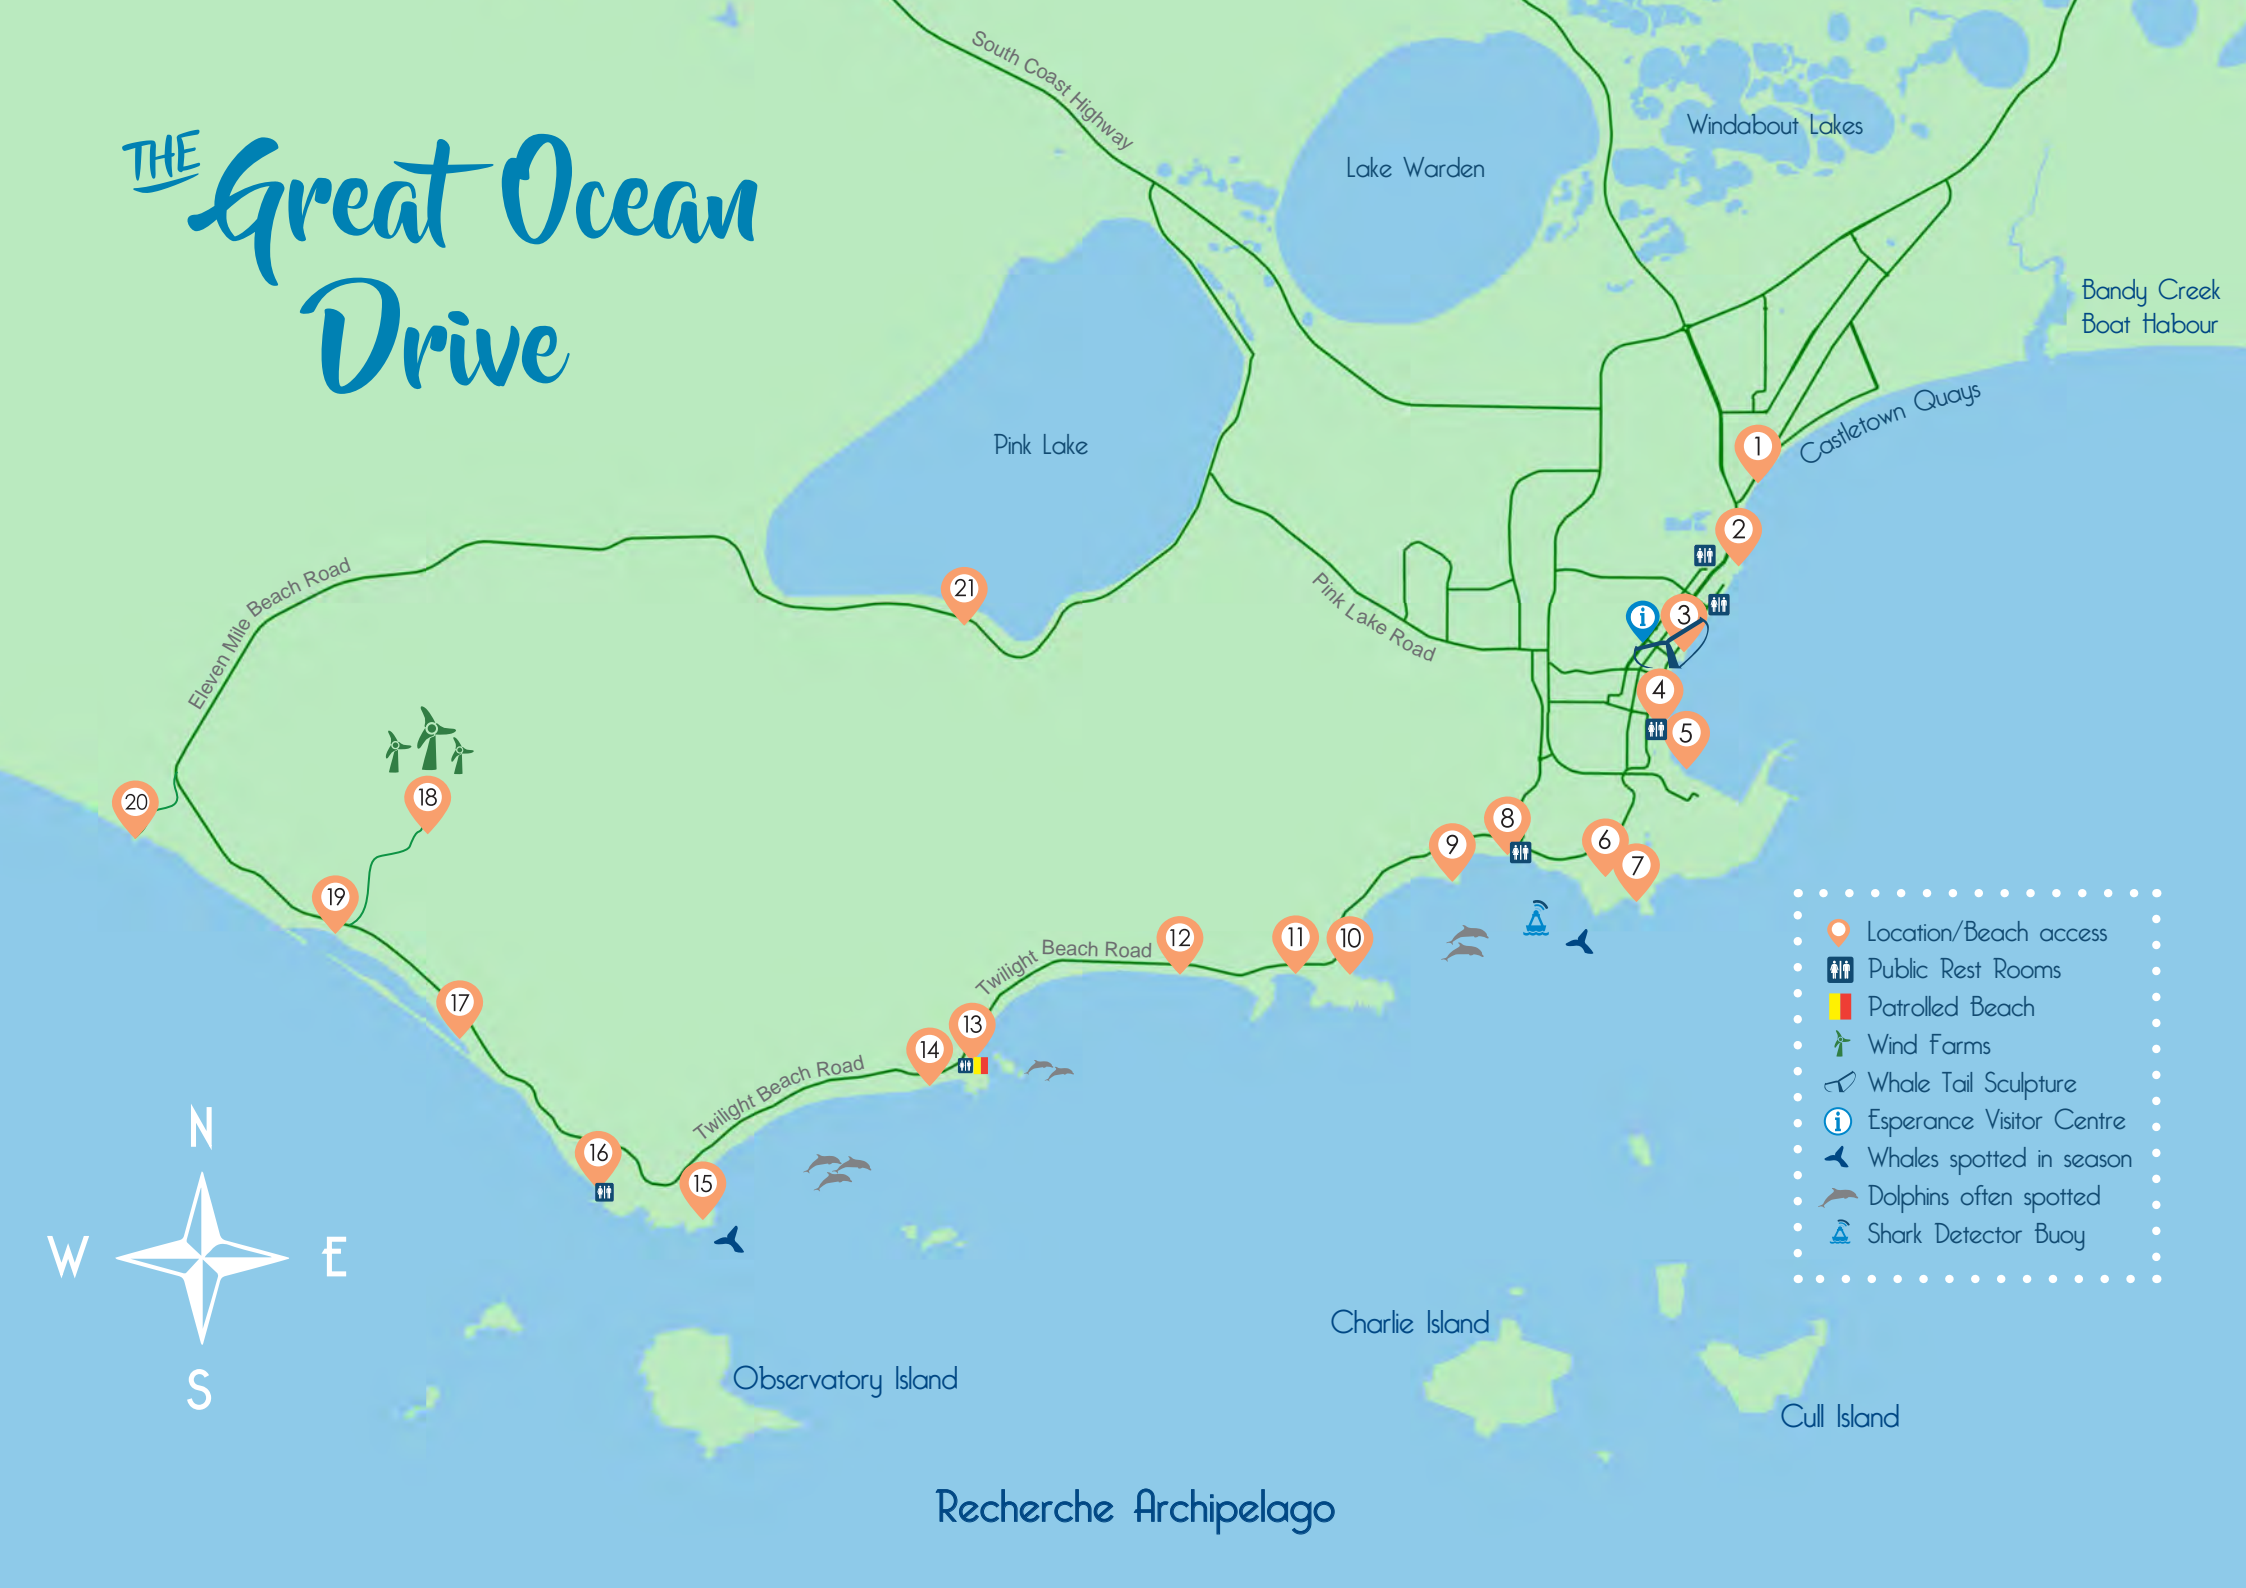 THE
Great Ocean
Drive
South Coast Highway
Lake Warden
Windabout Lakes
Bandy Creek
Boat Habour
Castletown Quays
Pink Lake
Pink Lake Road
Eleven Mile Beach Road
1
2
3
i
4
5
6
7
8
9
10
11
12
Twilight Beach Road
13
14
Twilight Beach Road
15
16
17
18
19
20
21
N
W
E
S
Location/Beach access
Public Rest Rooms
Patrolled Beach
Wind Farms
Whale Tail Sculpture
i
Esperance Visitor Centre
Whales spotted in season
Dolphins often spotted
Shark Detector Buoy
Charlie Island
Observatory Island
Cull Island
Recherche Archipelago